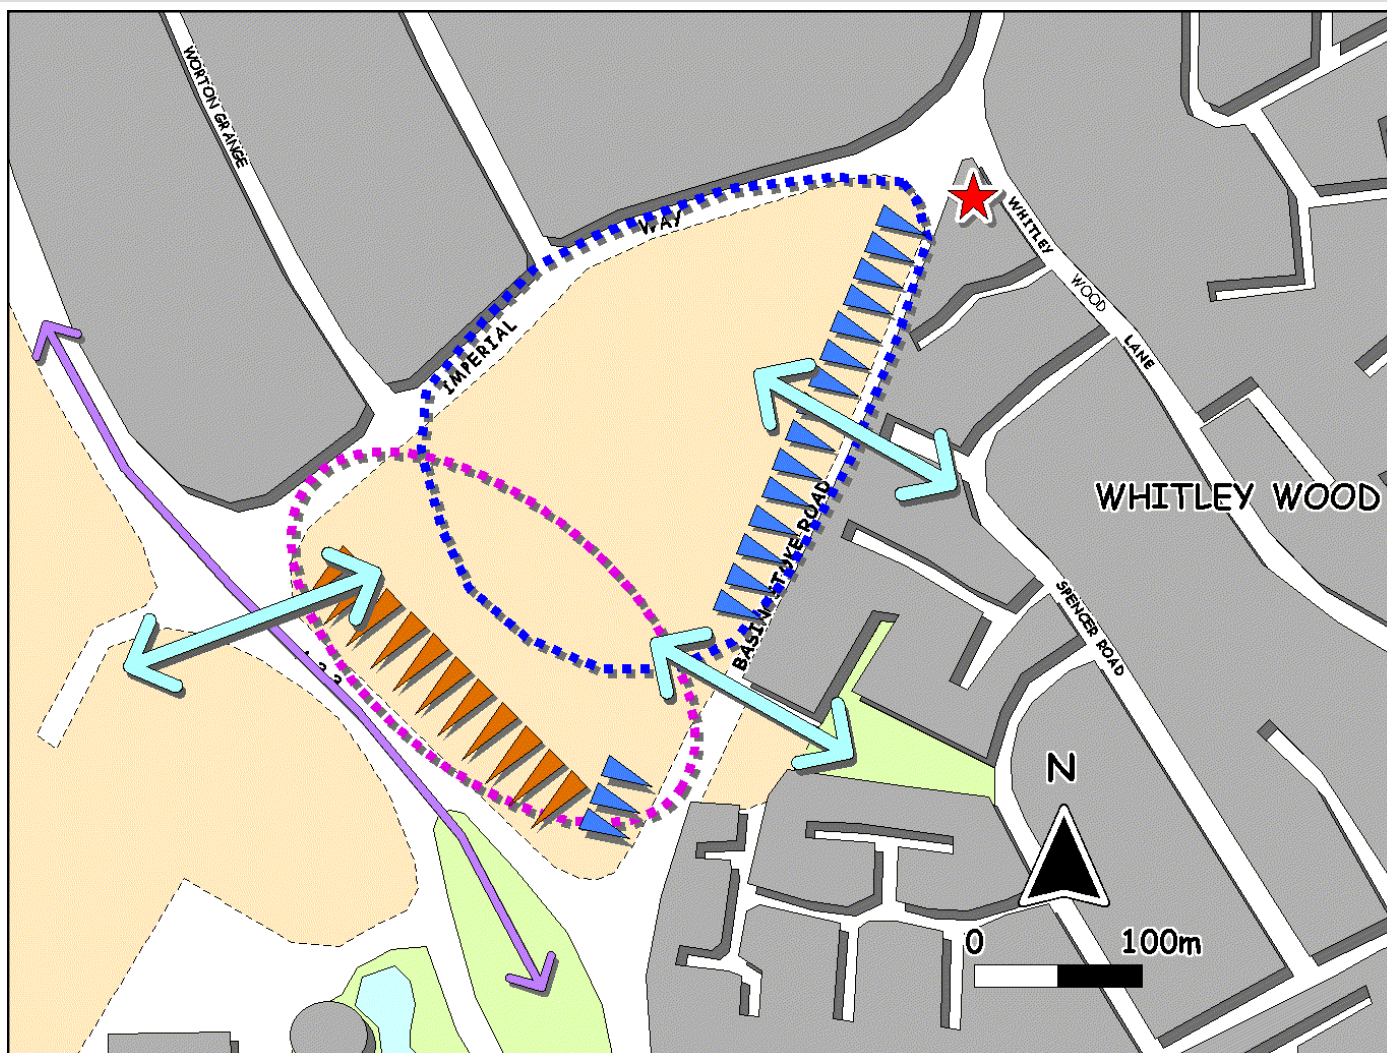 WORTON GRANGE
WAY
IMPERIAL
WHITLEY
WOOD
LANE
WHITLEY WOOD
BASINGSTOKE ROAD
SPENCER ROAD
N
0
100m